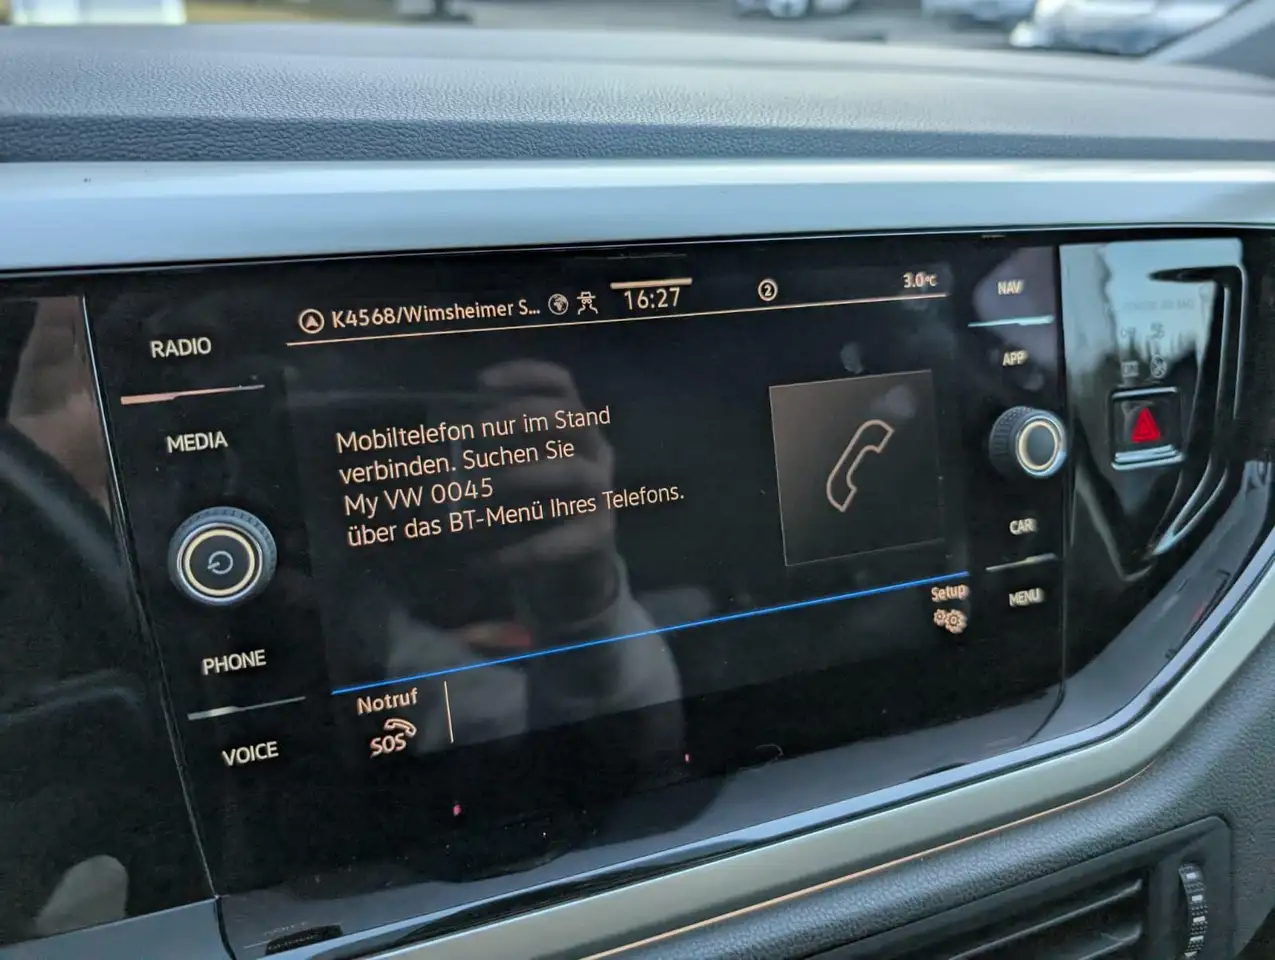 K4568/Wimsheimer S...
16:27
2
3.0°C
RADIO
MEDIA
PHONE
VOICE
Mobiltelefon nur im Stand
verbinden. Suchen Sie
My VW 0045
über das BT-Menü Ihres Telefons.
Notruf
SOS
Setup
NAV
APP
CAR
MENU